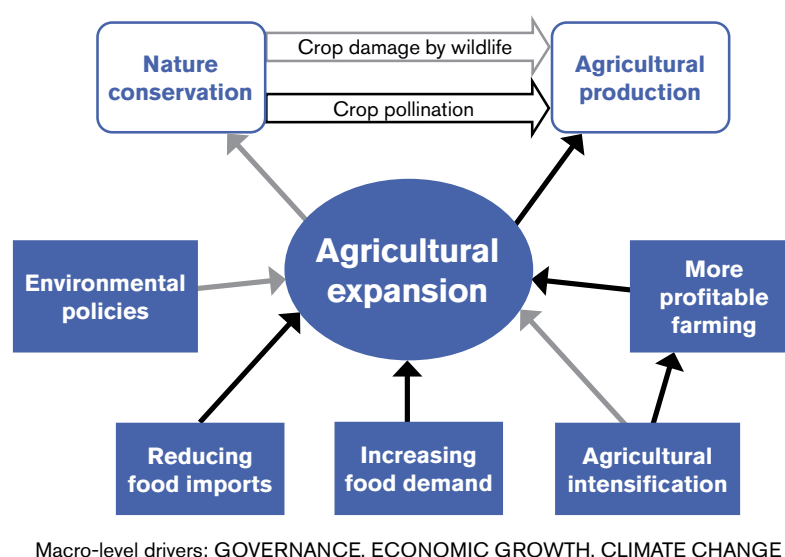 Crop damage by wildlife
Nature
conservation
Agricultural
production
Crop pollination
Agricultural
expansion
Environmental
policies
More
profitable
farming
Reducing
food imports
Increasing
food demand
Agricultural
intensification
Macro-level drivers: GOVERNANCE, ECONOMIC GROWTH, CLIMATE CHANGE